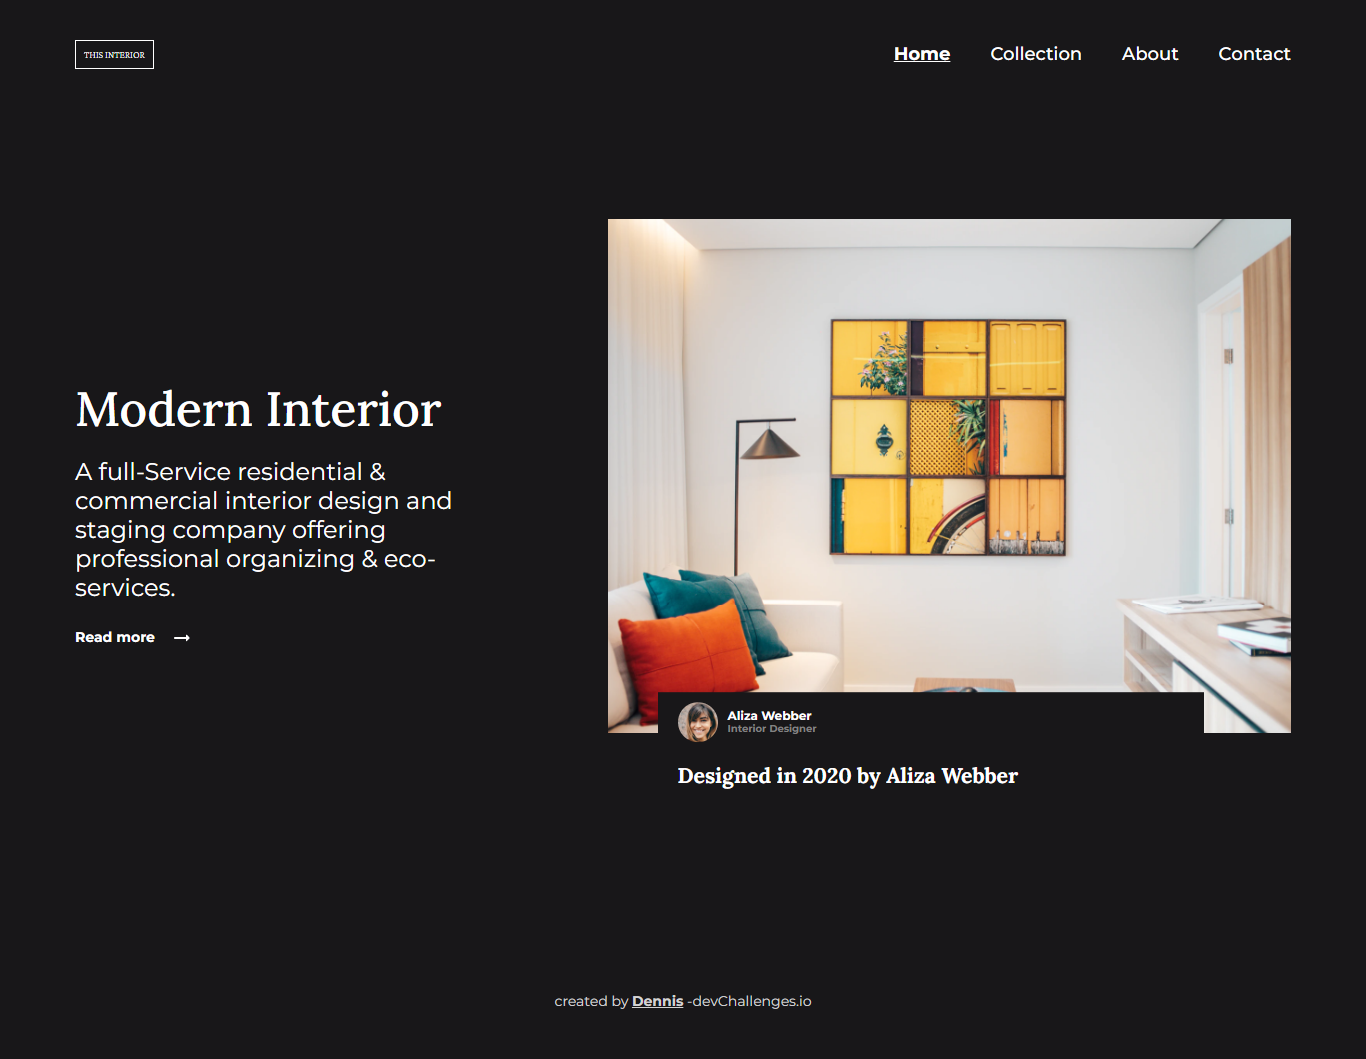 THIS INTERIOR
Home Collection About Contact
Modern Interior
A full-Service residential &
commercial interior design and
staging company offering
professional organizing & eco-
services.
Read more
Aliza Webber
Interior Designer
Designed in 2020 by Aliza Webber
created by Dennis -devChallenges.io